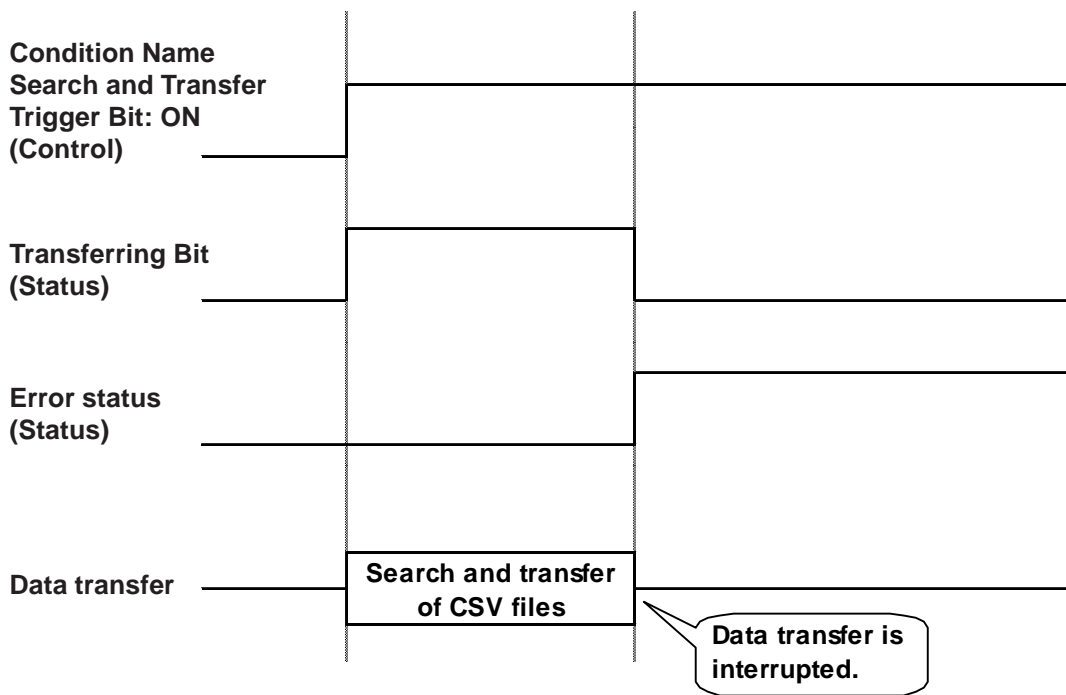 Condition Name
Search and Transfer
Trigger Bit: ON
(Control)
Transferring Bit
(Status)
Error status
(Status)
Data transfer
Search and transfer
of CSV files
Data transfer is
interrupted.